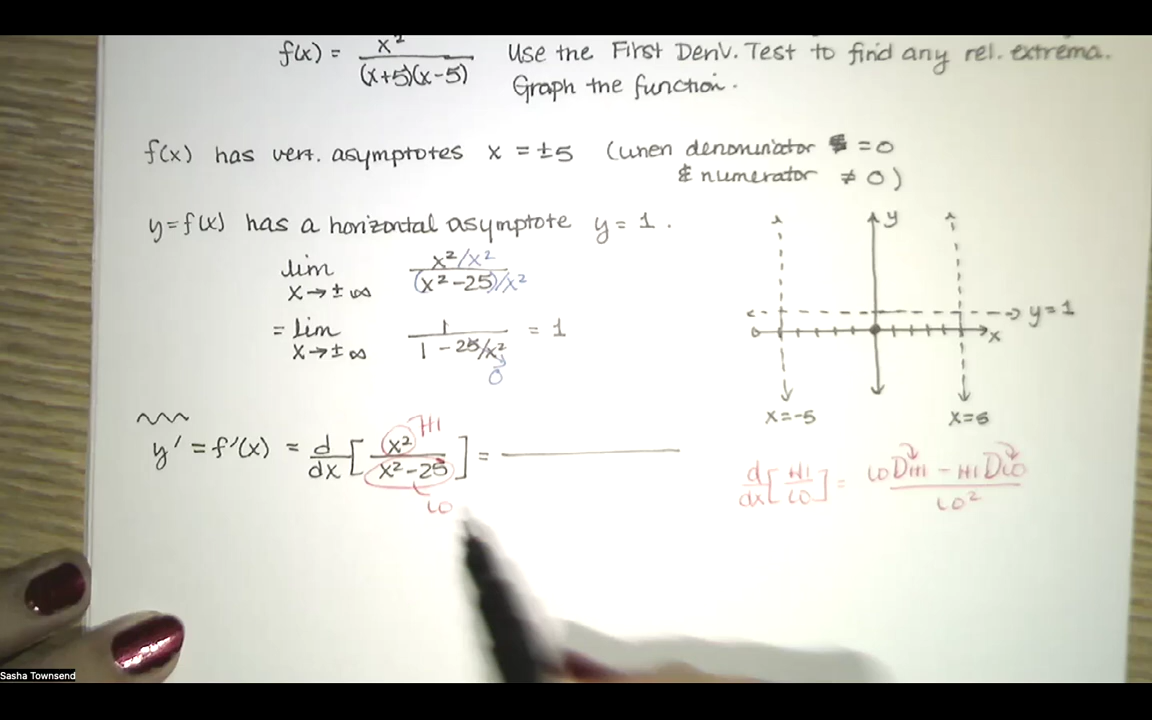 f(x) = x² / (x+5)(x-5) Use the First Deriv. Test to find any rel. extrema.
Graph the function.
f(x) has vert. asymptotes x = ±5 (when denominator = 0
& numerator ≠ 0)
y = f(x) has a horizontal asymptote y = 1.
lim x→±∞ x²/x² / (x²-25)/x²
= lim x→±∞ 1 / 1 - 25/x² = 1
0
y
y=1
x
x=-5
x=5
y' = f'(x) = d/dx [ x² / x²-25 ] =
HI
LO
d/dx [ HI / LO ] = LO DHI - HI DLO / LO²
Sasha Townsend